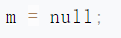 m = null;